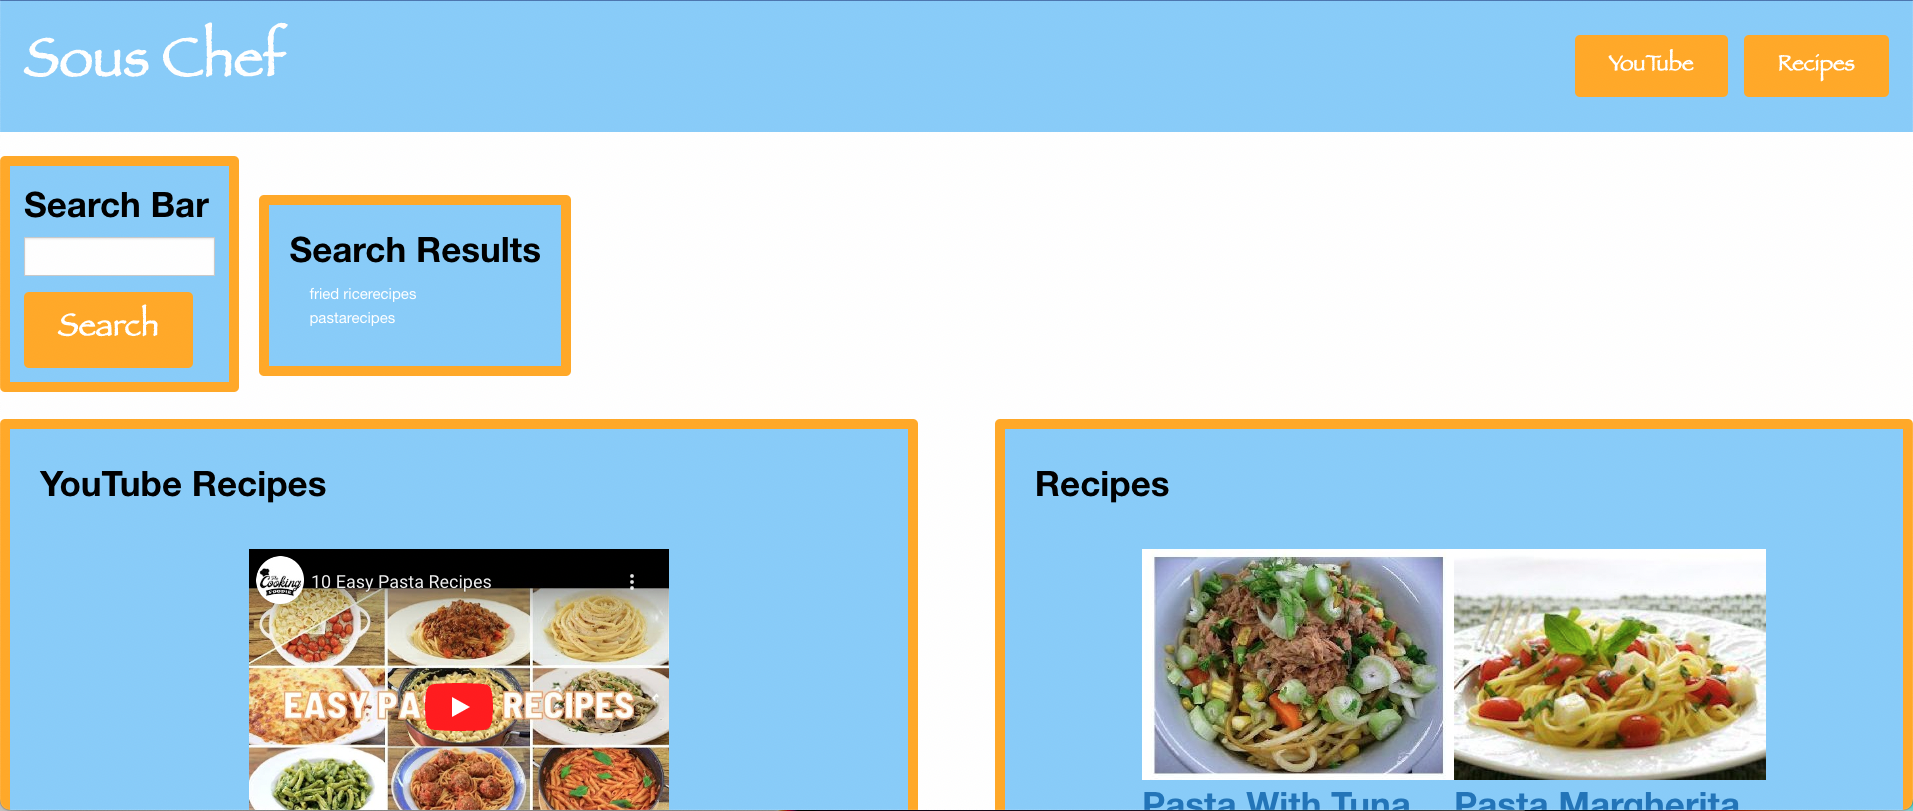 Sous Chef
YouTube
Recipes
Search Bar
Search
Search Results
fried ricerecipes
pastarecipes
YouTube Recipes
The Cooking Foodie
10 Easy Pasta Recipes
EASY PA RECIPES
Recipes
Pasta With Tuna
Pasta Margherita